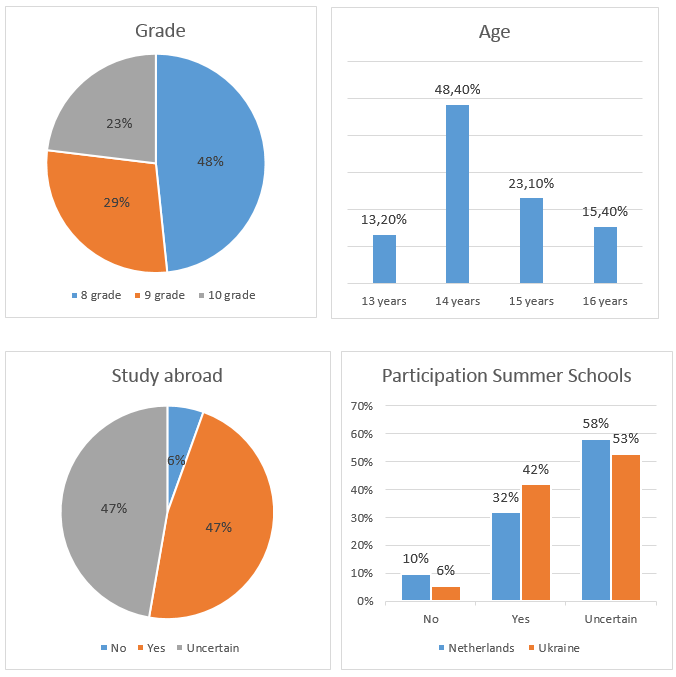 Grade
23%
48%
29%
8 grade 9 grade 10 grade
Age
48,40%
23,10%
13,20%
15,40%
13 years 14 years 15 years 16 years
Study abroad
6%
47%
47%
No Yes Uncertain
Participation Summer Schools
70%
60%
50%
40%
30%
20%
10%
0%
58%
53%
42%
32%
10%
6%
No Yes Uncertain
Netherlands Ukraine